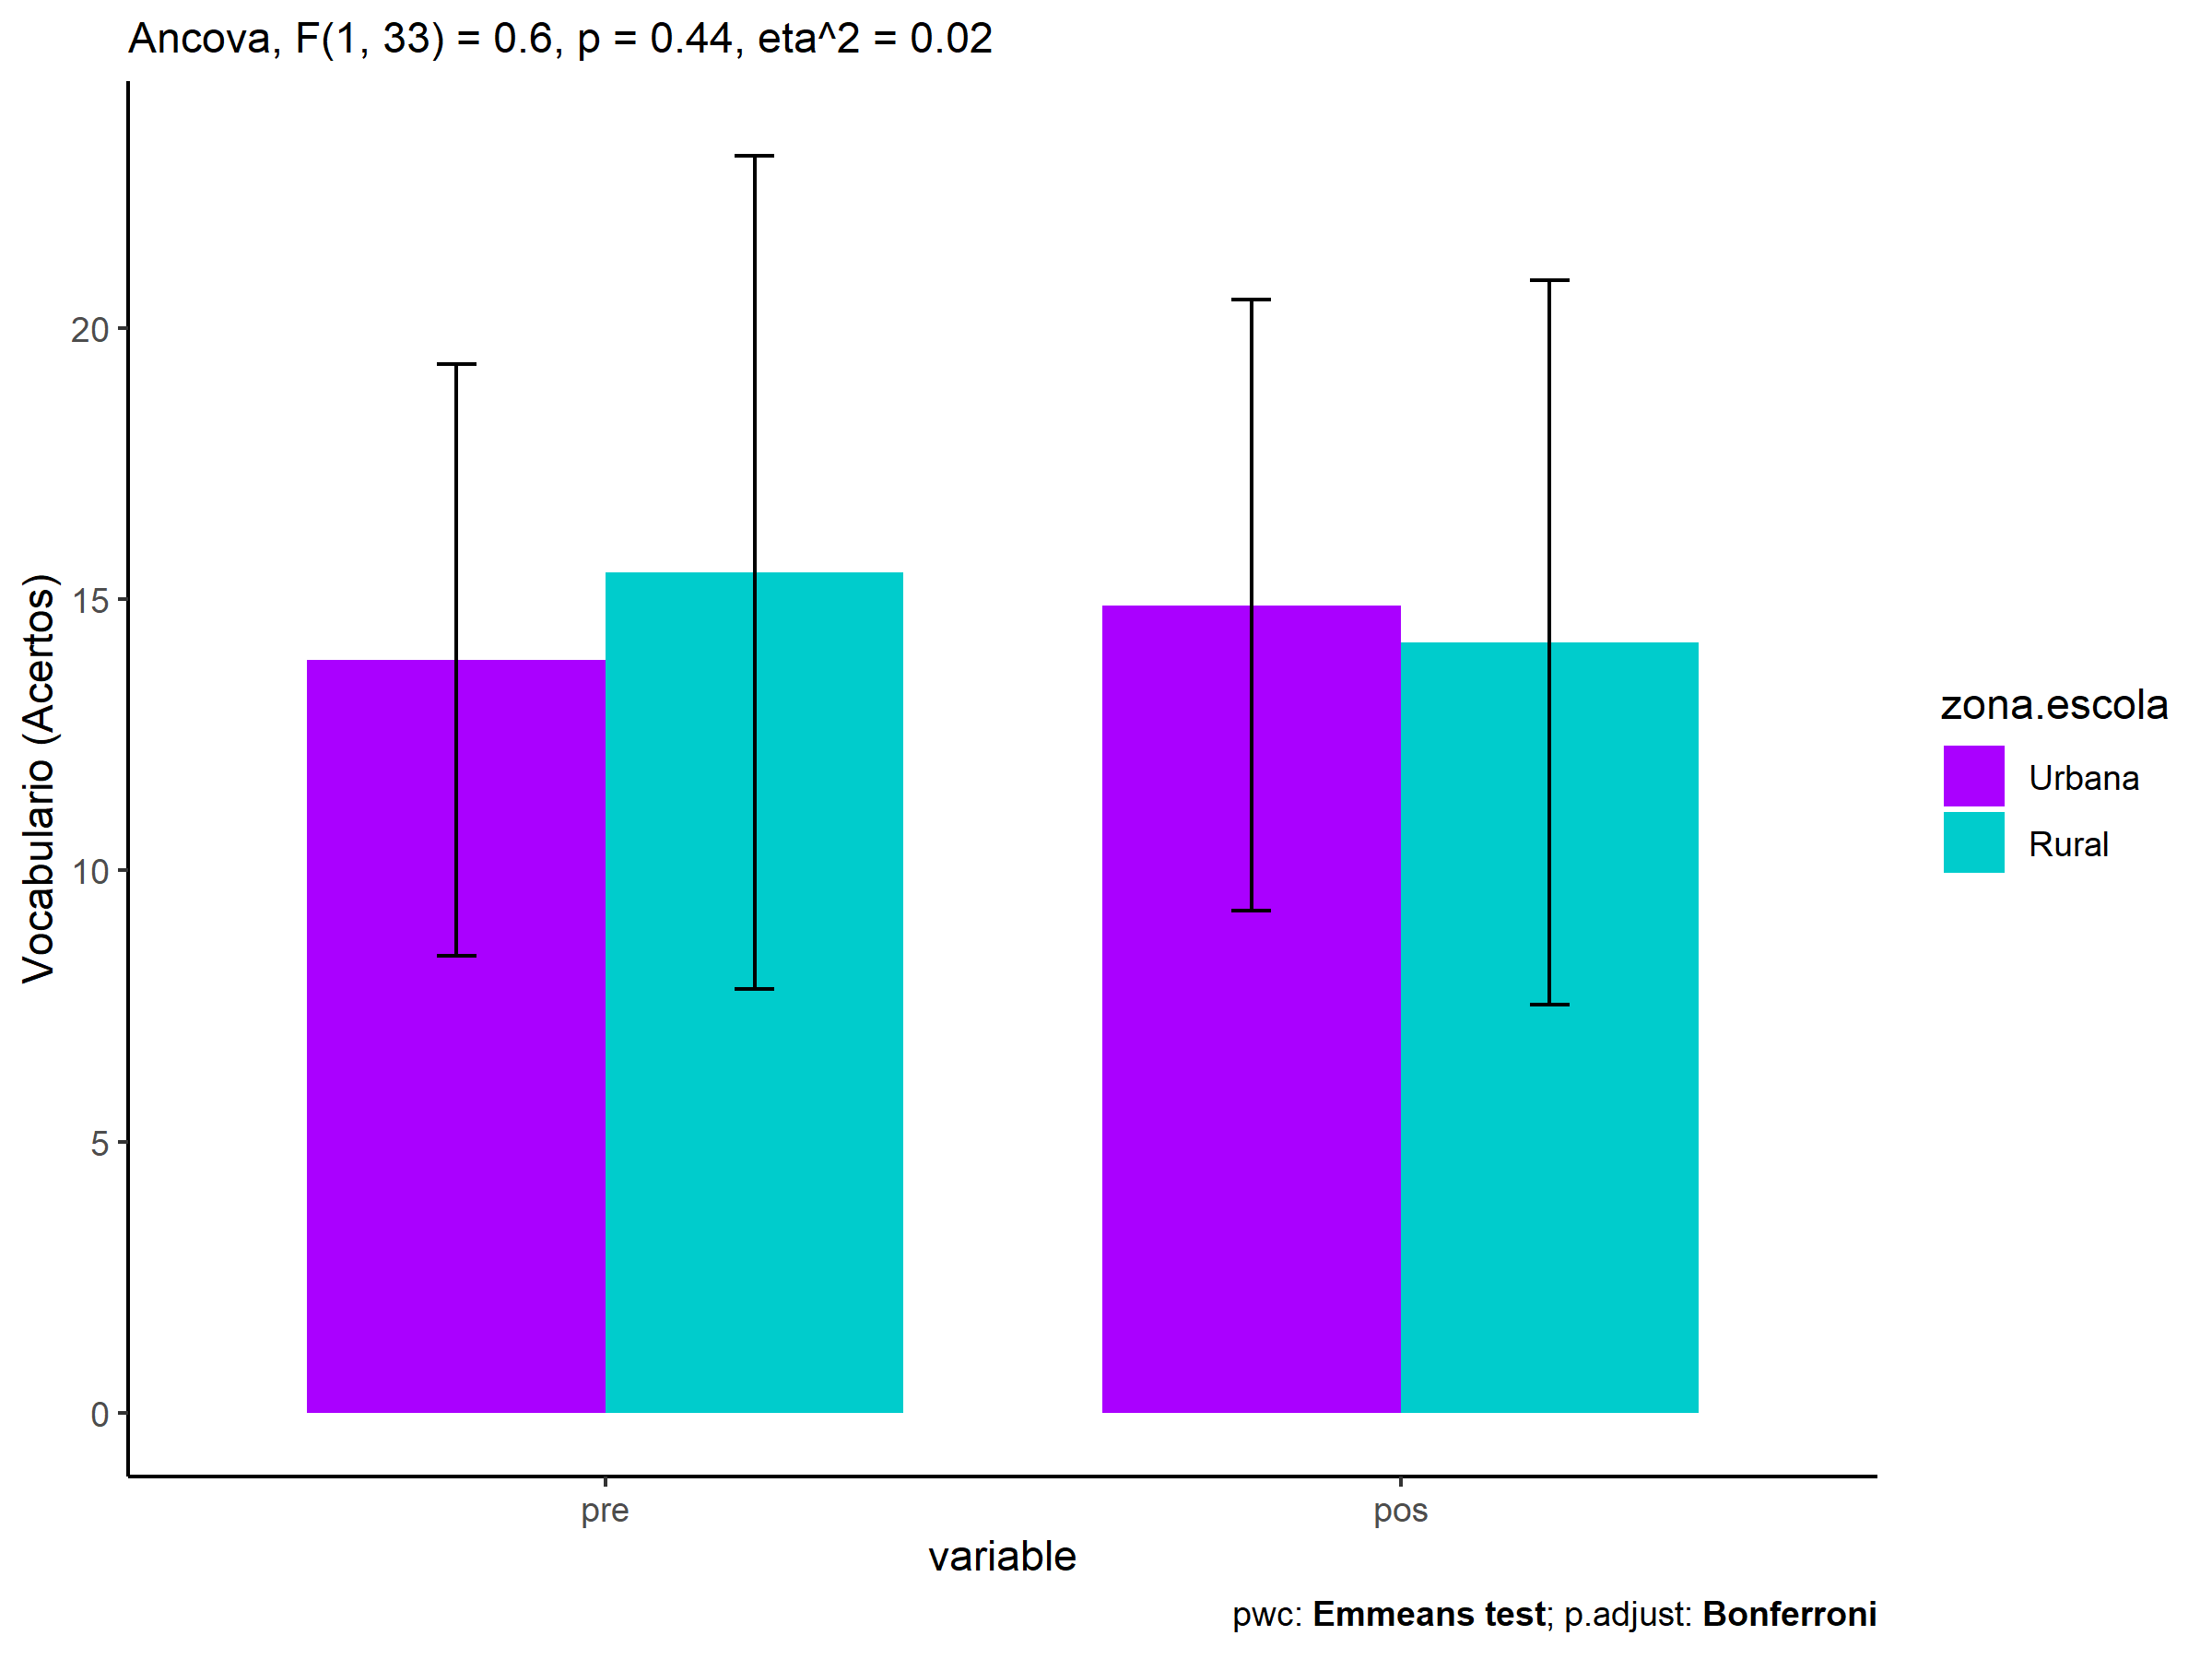 Ancova, F(1, 33) = 0.6, p = 0.44, eta^2 = 0.02
Vocabulario (Acertos)
20
15
10
5
0
pre
pos
variable
zona.escola
Urbana
Rural
pwc: Emmeans test; p.adjust: Bonferroni